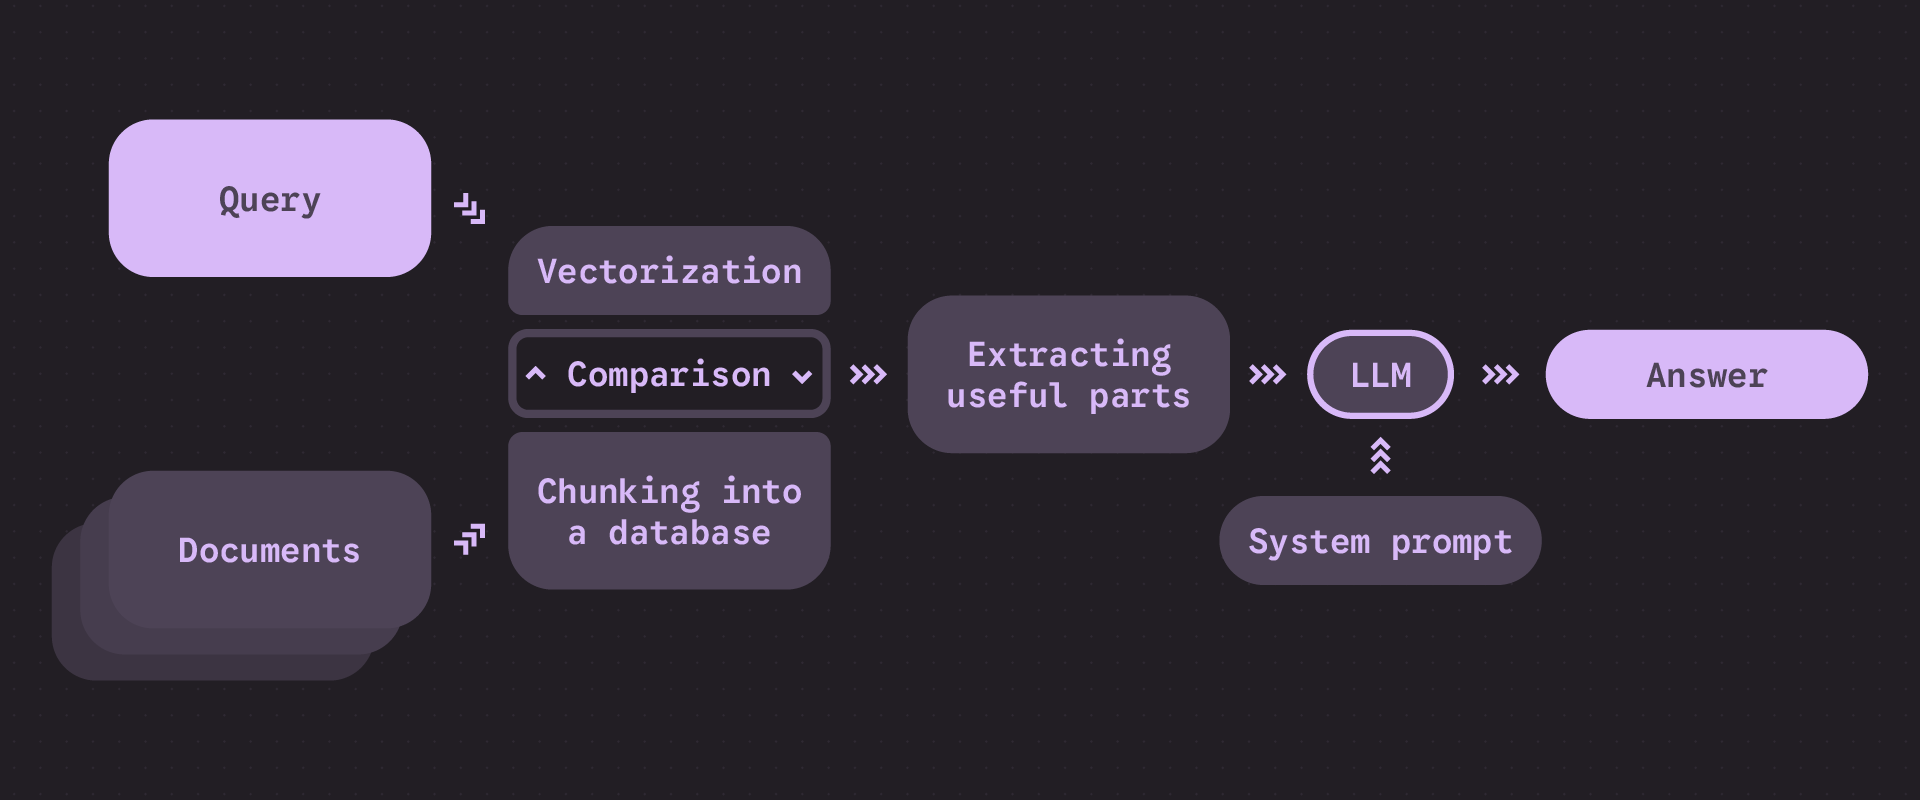 Query
Vectorization
Comparison
Chunking into
a database
Documents
Extracting
useful parts
LLM
System prompt
Answer